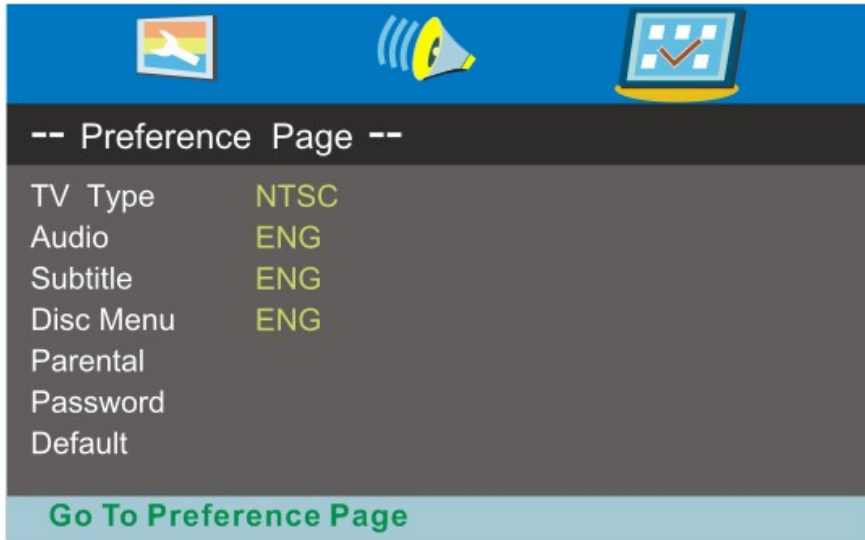 -- Preference Page --
TV Type NTSC
Audio ENG
Subtitle ENG
Disc Menu ENG
Parental
Password
Default
Go To Preference Page